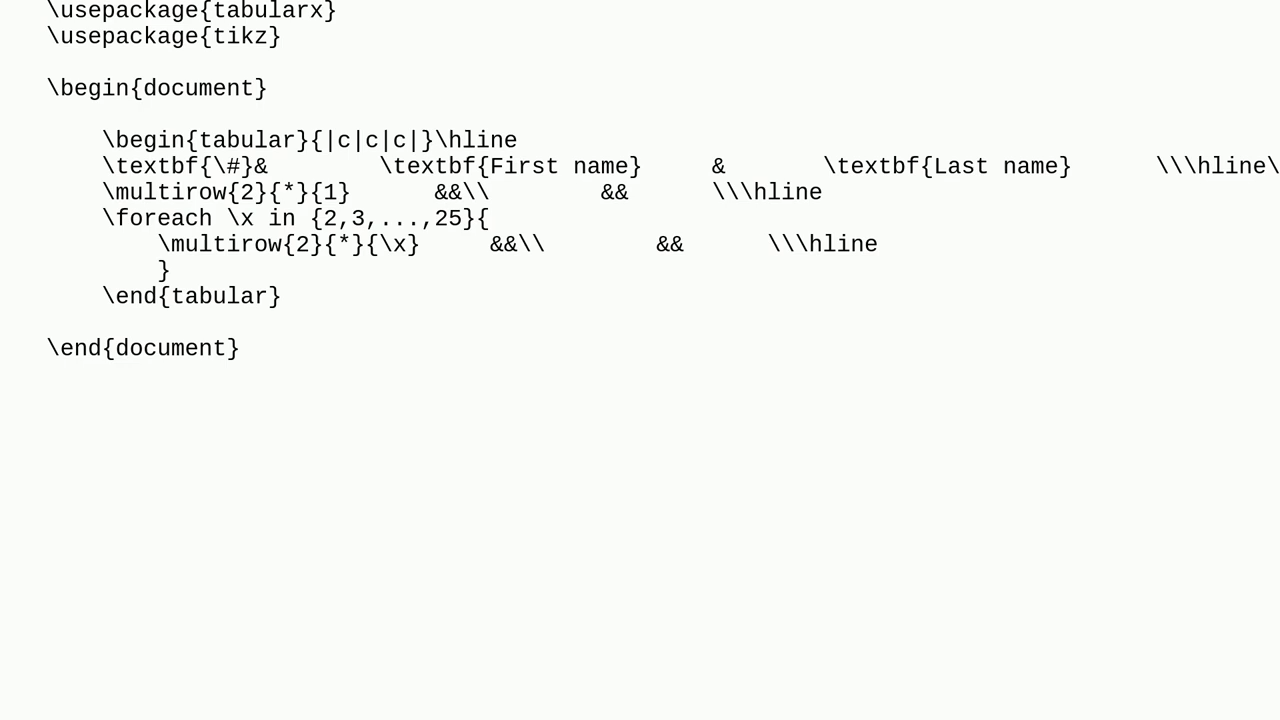 \usepackage{tabularx}
\usepackage{tikz}
\begin{document}
\begin{tabular}{|c|c|c|}\hline
\textbf{\#}& \textbf{First name} & \textbf{Last name} \\\hline\
\multirow{2}{*}{1} &&\\ && \\\hline
\foreach \x in {2,3,...,25}{
\multirow{2}{*}{\x} &&\\ && \\\hline
}
\end{tabular}
\end{document}